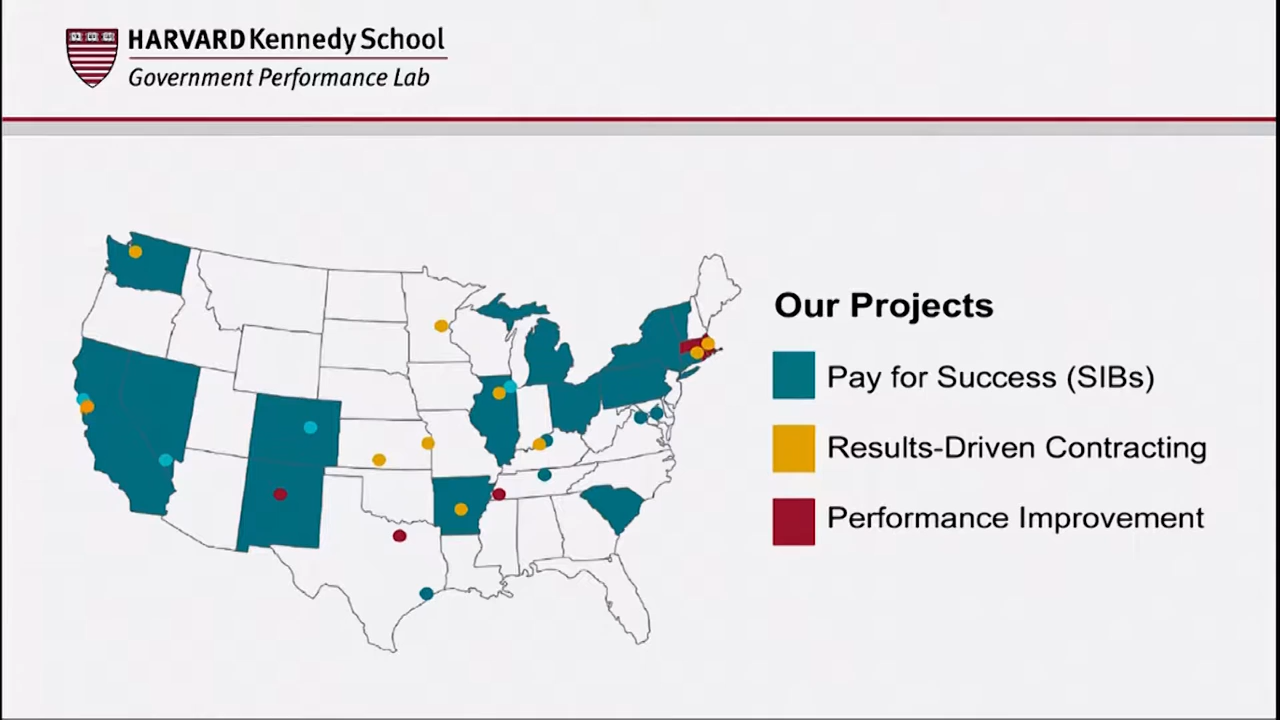 HARVARD Kennedy School
Government Performance Lab
Our Projects
Pay for Success (SIBs)
Results-Driven Contracting
Performance Improvement